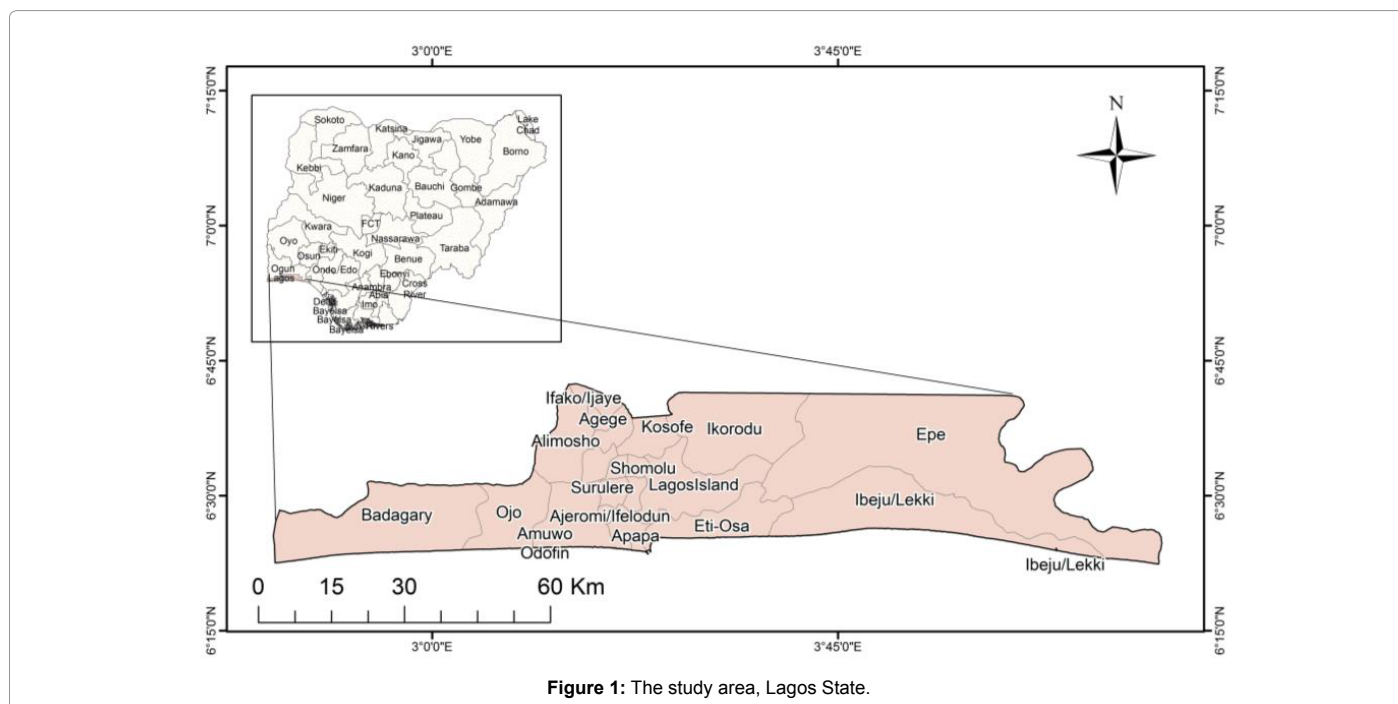 3°0'0"E 3°45'0"E
7°15'0"N 7°15'0"N
N
Sokoto
Lake
Chad
Katsina
Jigawa
Yobe
Zamfara
Kano
Borno
Kebbi
Kaduna
Bauchi
Gombe
Niger
Adamawa
Plateau
7°0'0"N 7°0'0"N
Kwara
FCT
Oyo
Nassarawa
Ekiti
Taraba
Osun
Kogi
Benue
Ogun
Ondo/Edo
Ebonyi
Lagos
Cross
River
Anambra
Abia
Imo
Delta
Bayelsa
Bayelsa
Bayelsa
Rivers
6°45'0"N 6°45'0"N
Ifako/Ijaye
Agege
Kosofe
Ikorodu
Epe
Alimosho
Shomolu
Surulere
LagosIsland
6°30'0"N 6°30'0"N
Ibeju/Lekki
Badagary
Ojo
Ajeromi/Ifelodun
Eti-Osa
Amuwo
Odofin
Apapa
Ibeju/Lekki
0 15 30 60 Km
6°15'0"N 6°15'0"N
3°0'0"E 3°45'0"E
Figure 1: The study area, Lagos State.